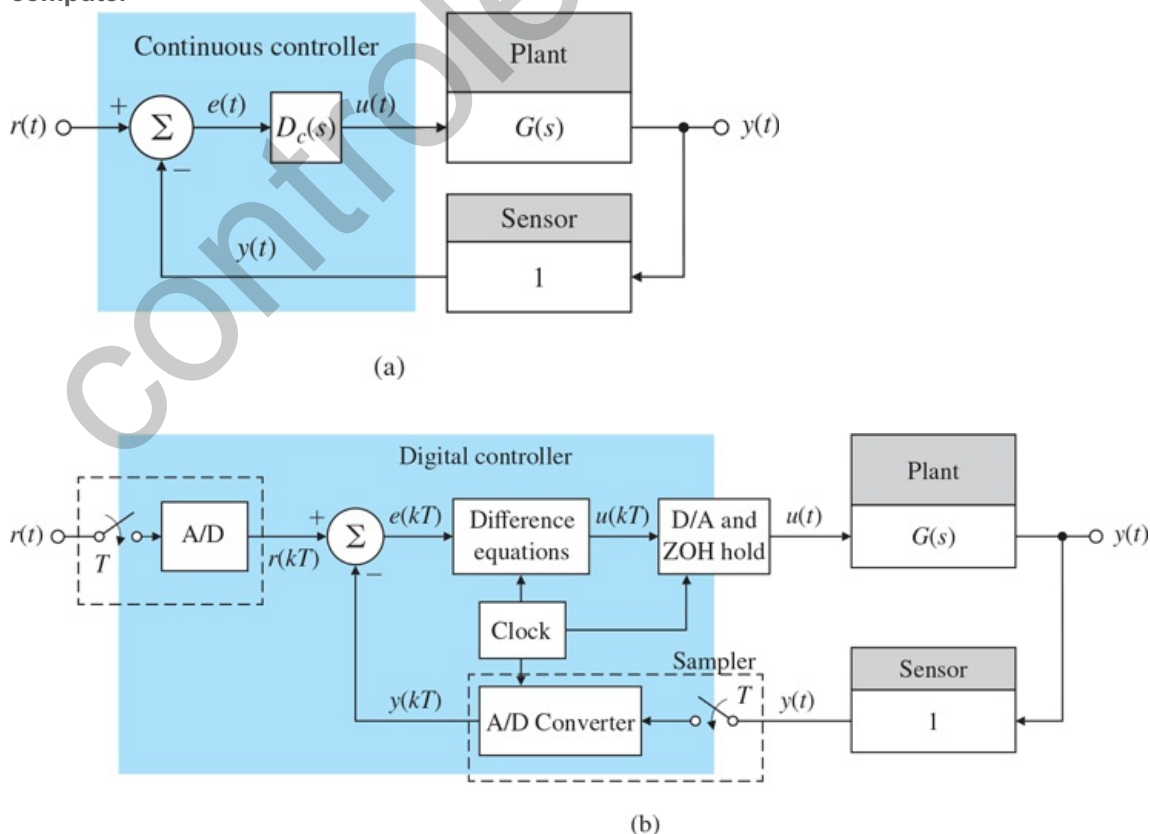 Continuous controller
Plant
r(t)
+
Σ
e(t)
D_c(s)
u(t)
G(s)
y(t)
−
Sensor
y(t)
1
(a)
Digital controller
Plant
r(t)
T
A/D
r(kT)
+
Σ
e(kT)
Difference
equations
u(kT)
D/A and
ZOH hold
u(t)
G(s)
y(t)
−
Clock
Sampler
Sensor
y(kT)
A/D Converter
T
y(t)
1
(b)